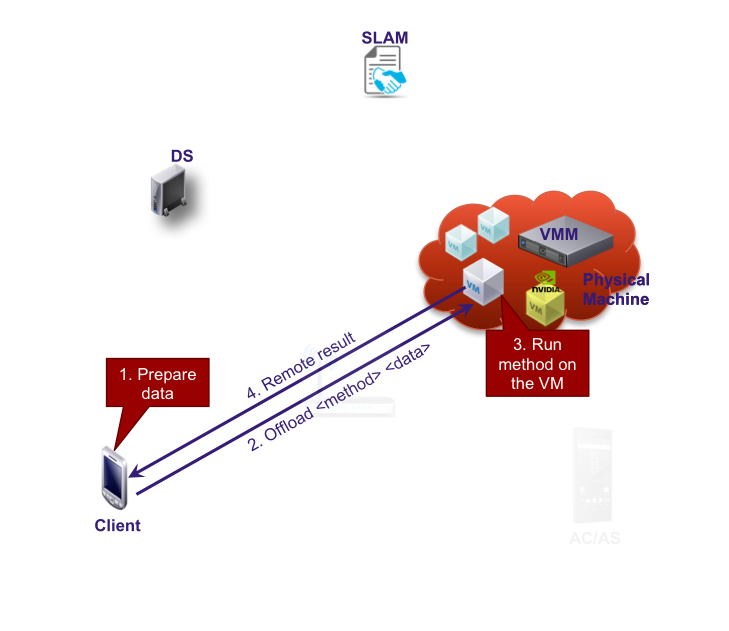 SLAM
DS
VM
VM
VMM
VM
NVIDIA
VM
Physical
Machine
1. Prepare
data
4. Remote result
2. Offload <method> <data>
3. Run
method on
the VM
Client
AC/AS